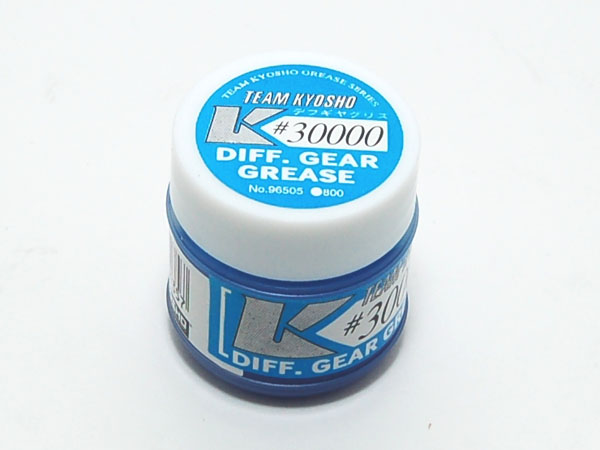 TEAM KYOSHO GREASE SERIES
TEAM KYOSHO
デフギヤグリス
K #30000
DIFF. GEAR
GREASE
No.96505 ●800
K #300
DIFF. GEAR GR